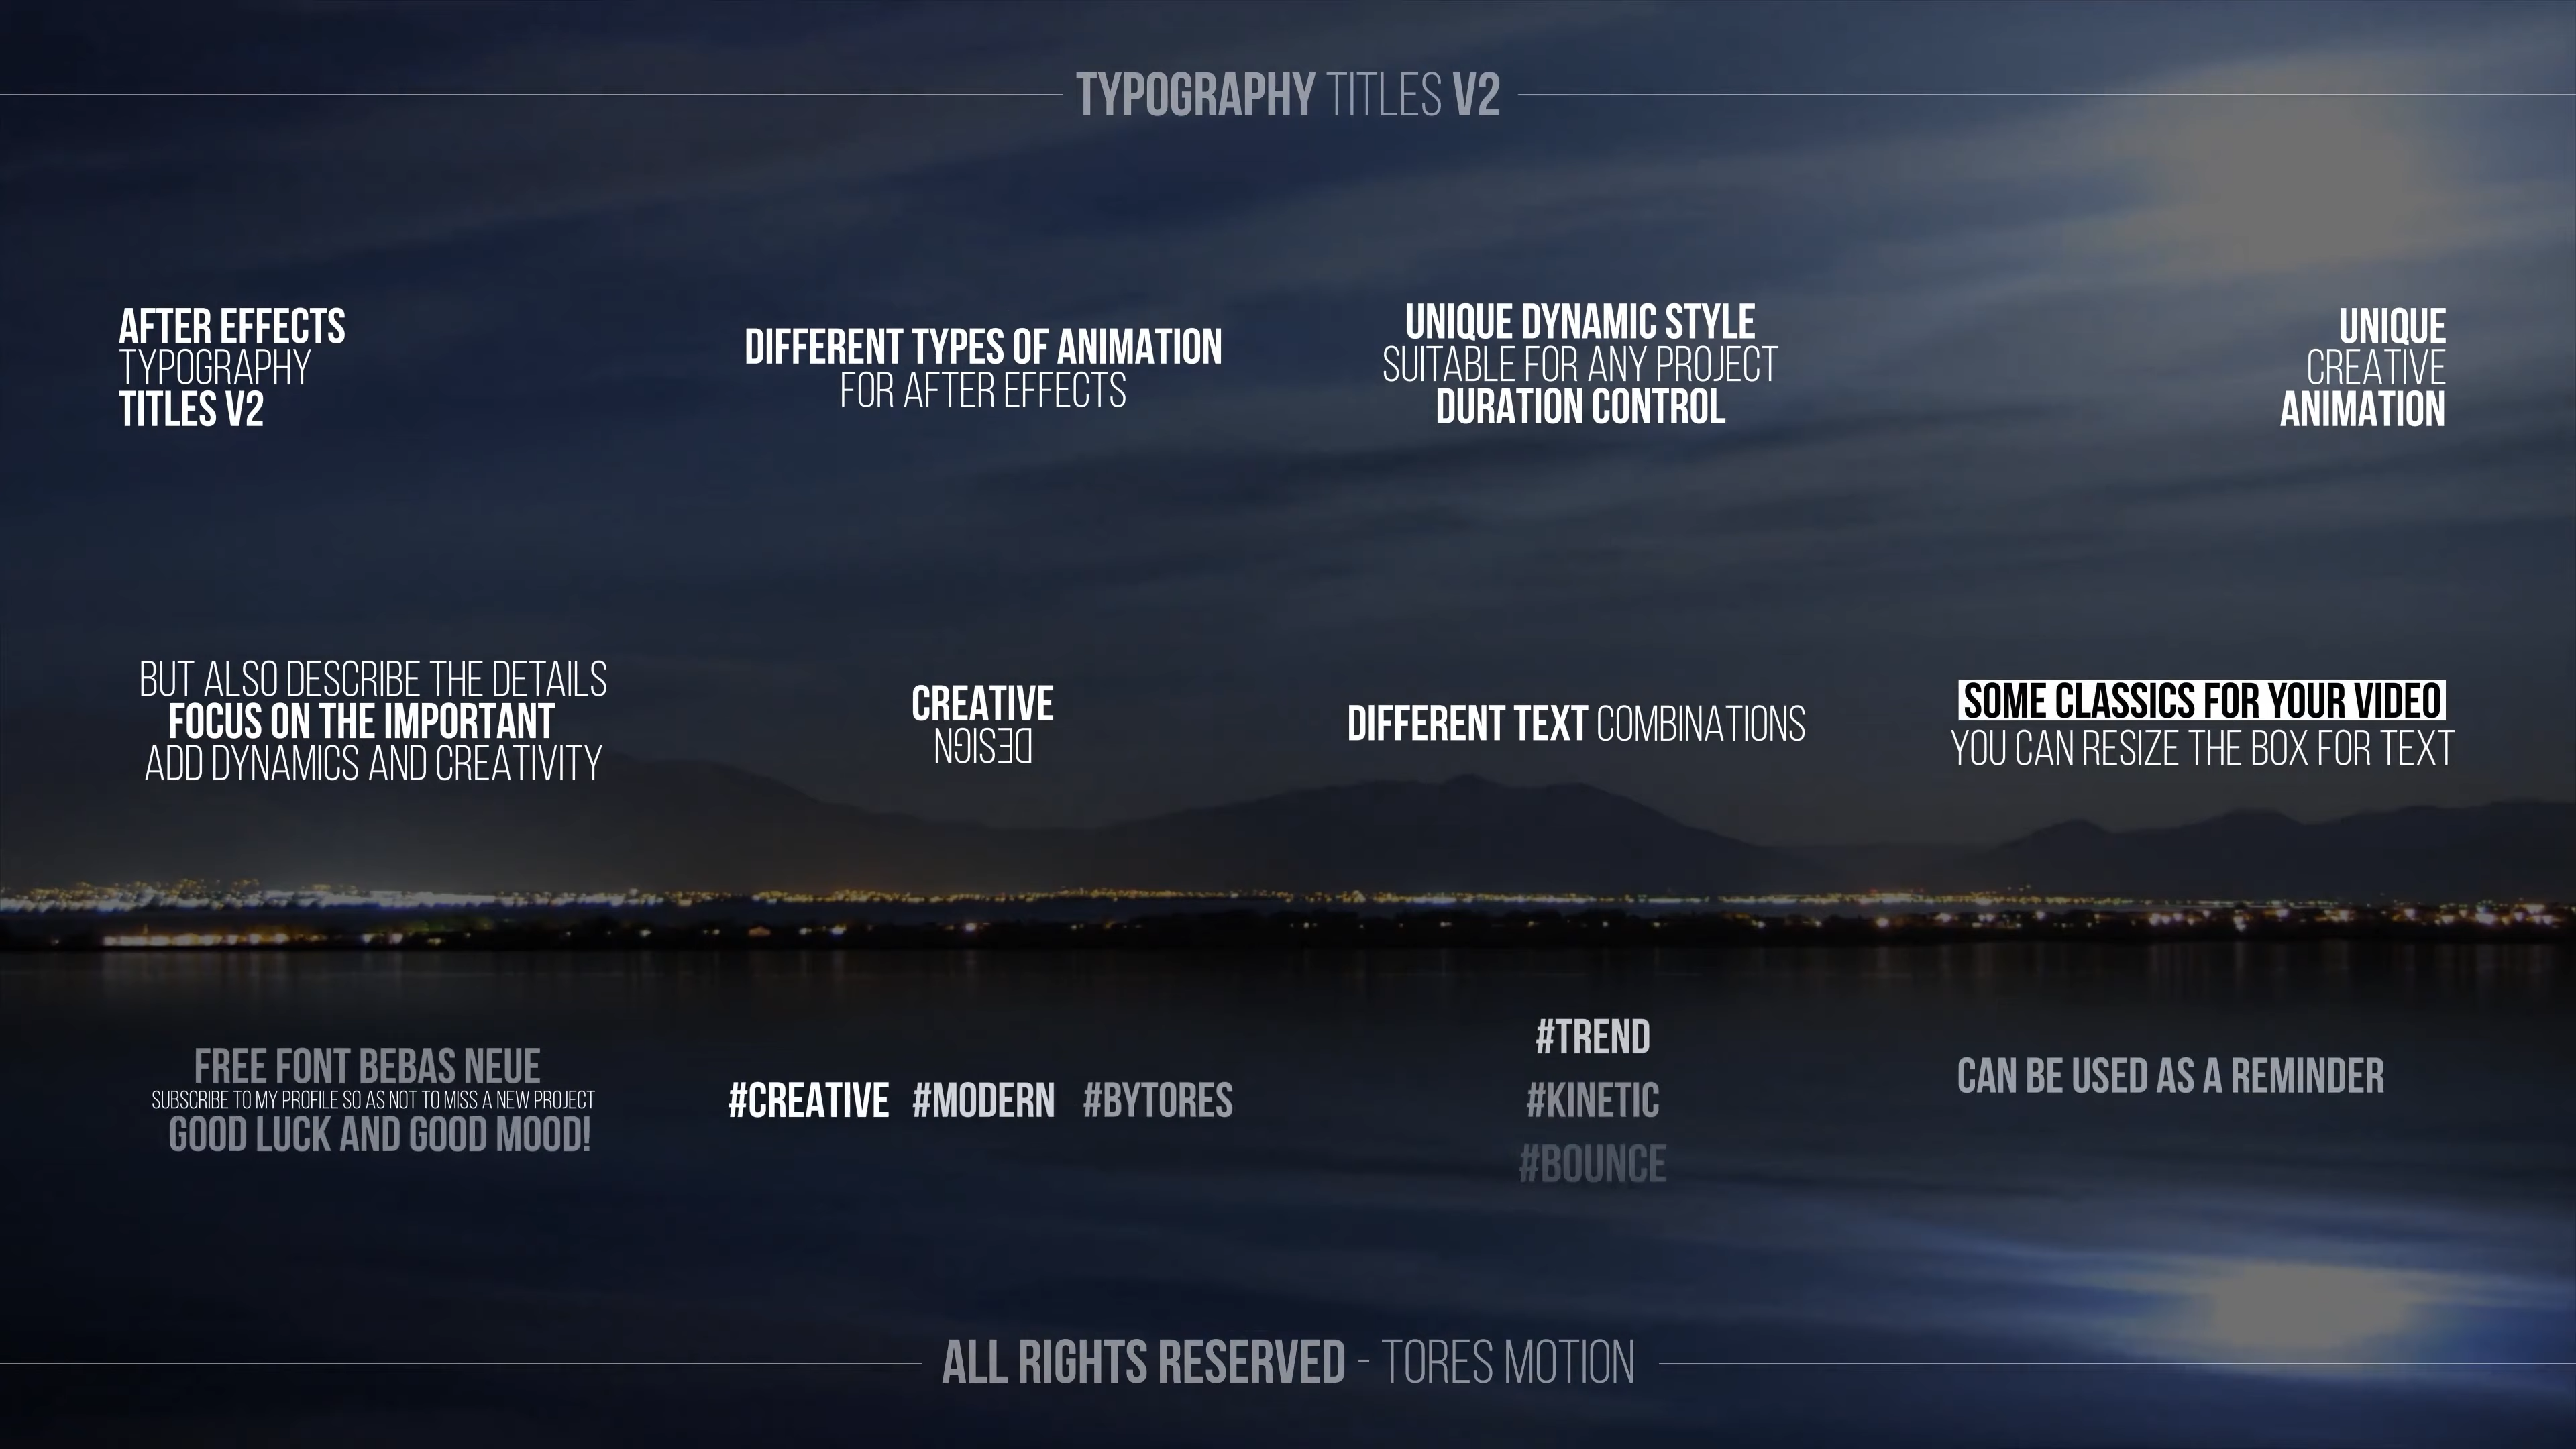 TYPOGRAPHY TITLES V2
AFTER EFFECTS
TYPOGRAPHY
TITLES V2
DIFFERENT TYPES OF ANIMATION
FOR AFTER EFFECTS
UNIQUE DYNAMIC STYLE
SUITABLE FOR ANY PROJECT
DURATION CONTROL
UNIQUE
CREATIVE
ANIMATION
BUT ALSO DESCRIBE THE DETAILS
FOCUS ON THE IMPORTANT
ADD DYNAMICS AND CREATIVITY
CREATIVE
DESIGN
DIFFERENT TEXT COMBINATIONS
SOME CLASSICS FOR YOUR VIDEO
YOU CAN RESIZE THE BOX FOR TEXT
FREE FONT BEBAS NEUE
SUBSCRIBE TO MY PROFILE SO AS NOT TO MISS A NEW PROJECT
GOOD LUCK AND GOOD MOOD!
#CREATIVE #MODERN #BYTORES
#TREND
#KINETIC
#BOUNCE
CAN BE USED AS A REMINDER
ALL RIGHTS RESERVED - TORES MOTION